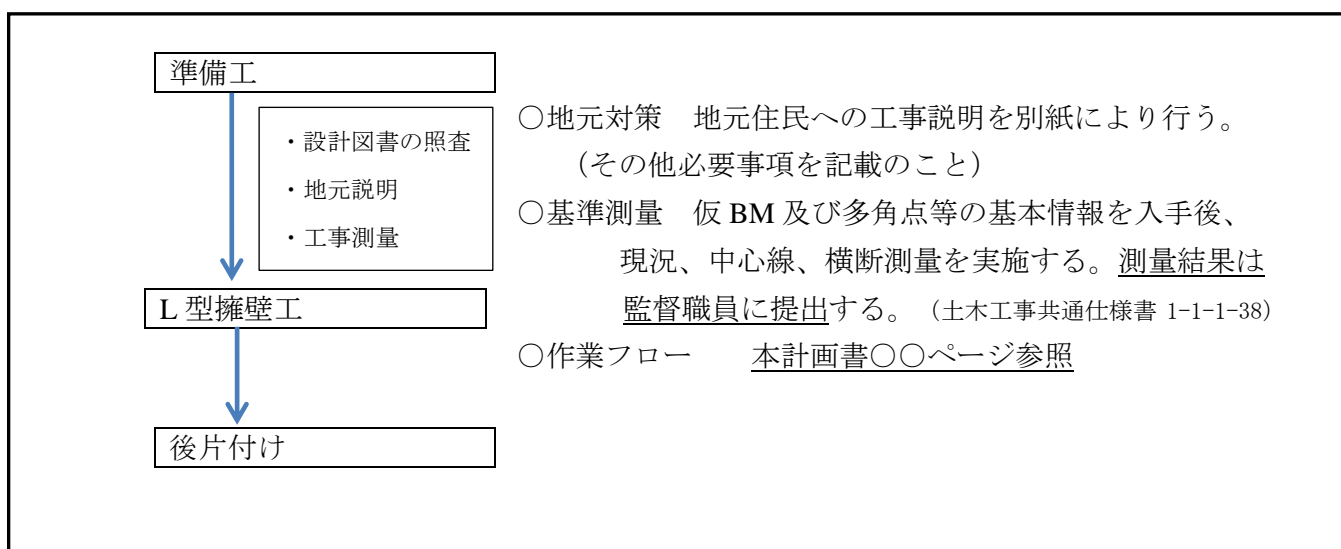 準備工
・設計図書の照査
・地元説明
・工事測量
L 型擁壁工
後片付け
○地元対策　地元住民への工事説明を別紙により行う。
（その他必要事項を記載のこと）
○基準測量　仮 BM 及び多角点等の基本情報を入手後、
現況、中心線、横断測量を実施する。測量結果は
監督職員に提出する。（土木工事共通仕様書 1-1-1-38）
○作業フロー　　本計画書○○ページ参照